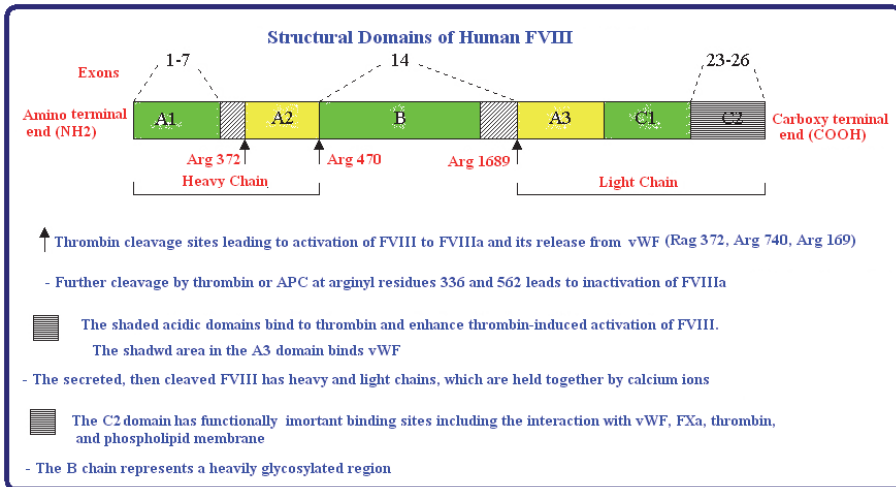 Structural Domains of Human FVIII
Exons 1-7 14 23-26
Amino terminal
end (NH2)
A1 A2 B A3 C1 C2
Carboxy terminal
end (COOH)
Arg 372 Arg 470 Arg 1689
Heavy Chain Light Chain
Thrombin cleavage sites leading to activation of FVIII to FVIIIa and its release from vWF (Rag 372, Arg 740, Arg 169)
- Further cleavage by thrombin or APC at arginyl residues 336 and 562 leads to inactivation of FVIIIa
The shaded acidic domains bind to thrombin and enhance thrombin-induced activation of FVIII.
The shadwd area in the A3 domain binds vWF
- The secreted, then cleaved FVIII has heavy and light chains, which are held together by calcium ions
The C2 domain has functionally imortant binding sites including the interaction with vWF, FXa, thrombin,
and phospholipid membrane
- The B chain represents a heavily glycosylated region